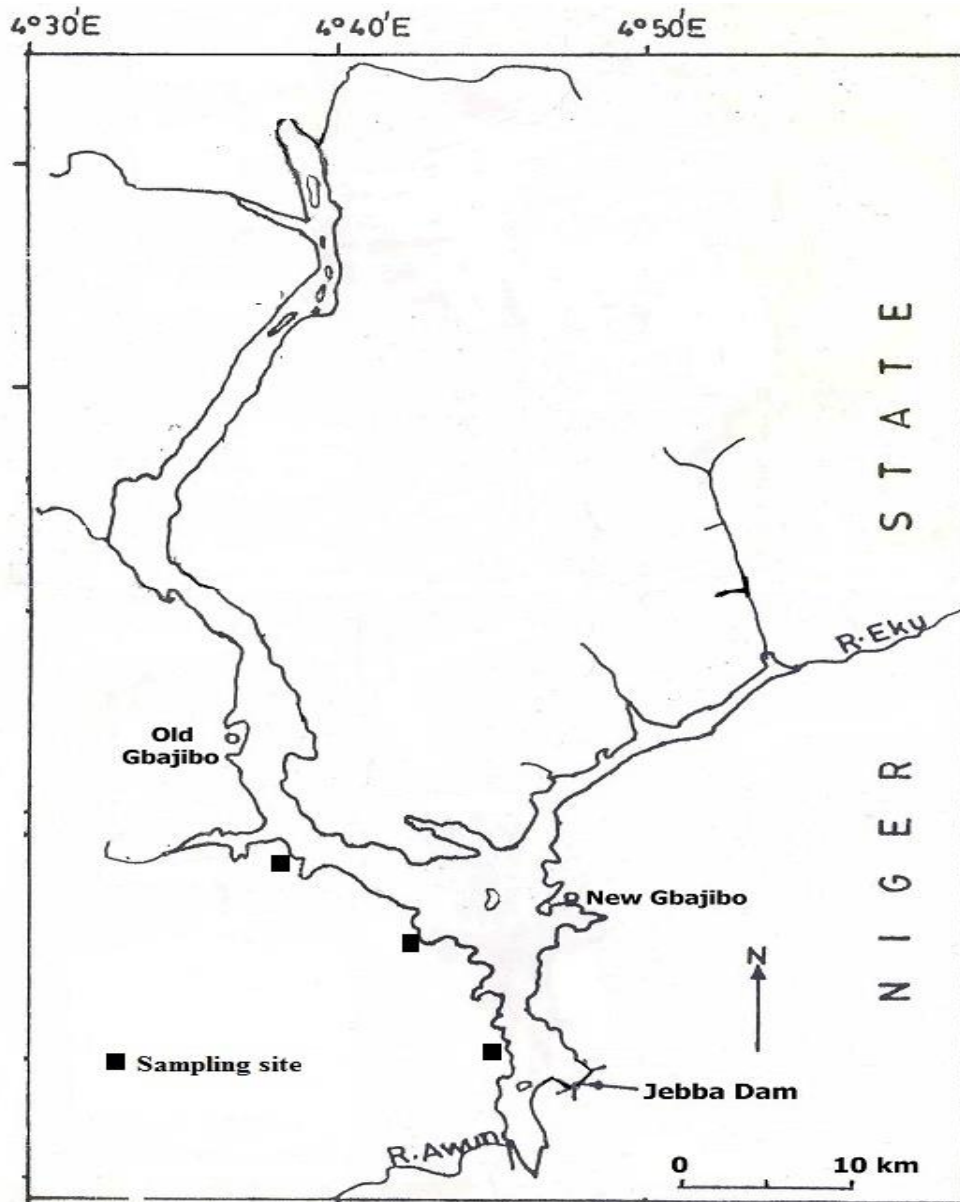 4°30'E
4°40'E
4°50'E
NIGER STATE
R.Eku
Old
Gbajibo
New Gbajibo
N
Sampling site
Jebba Dam
R.Awun
0 10 km